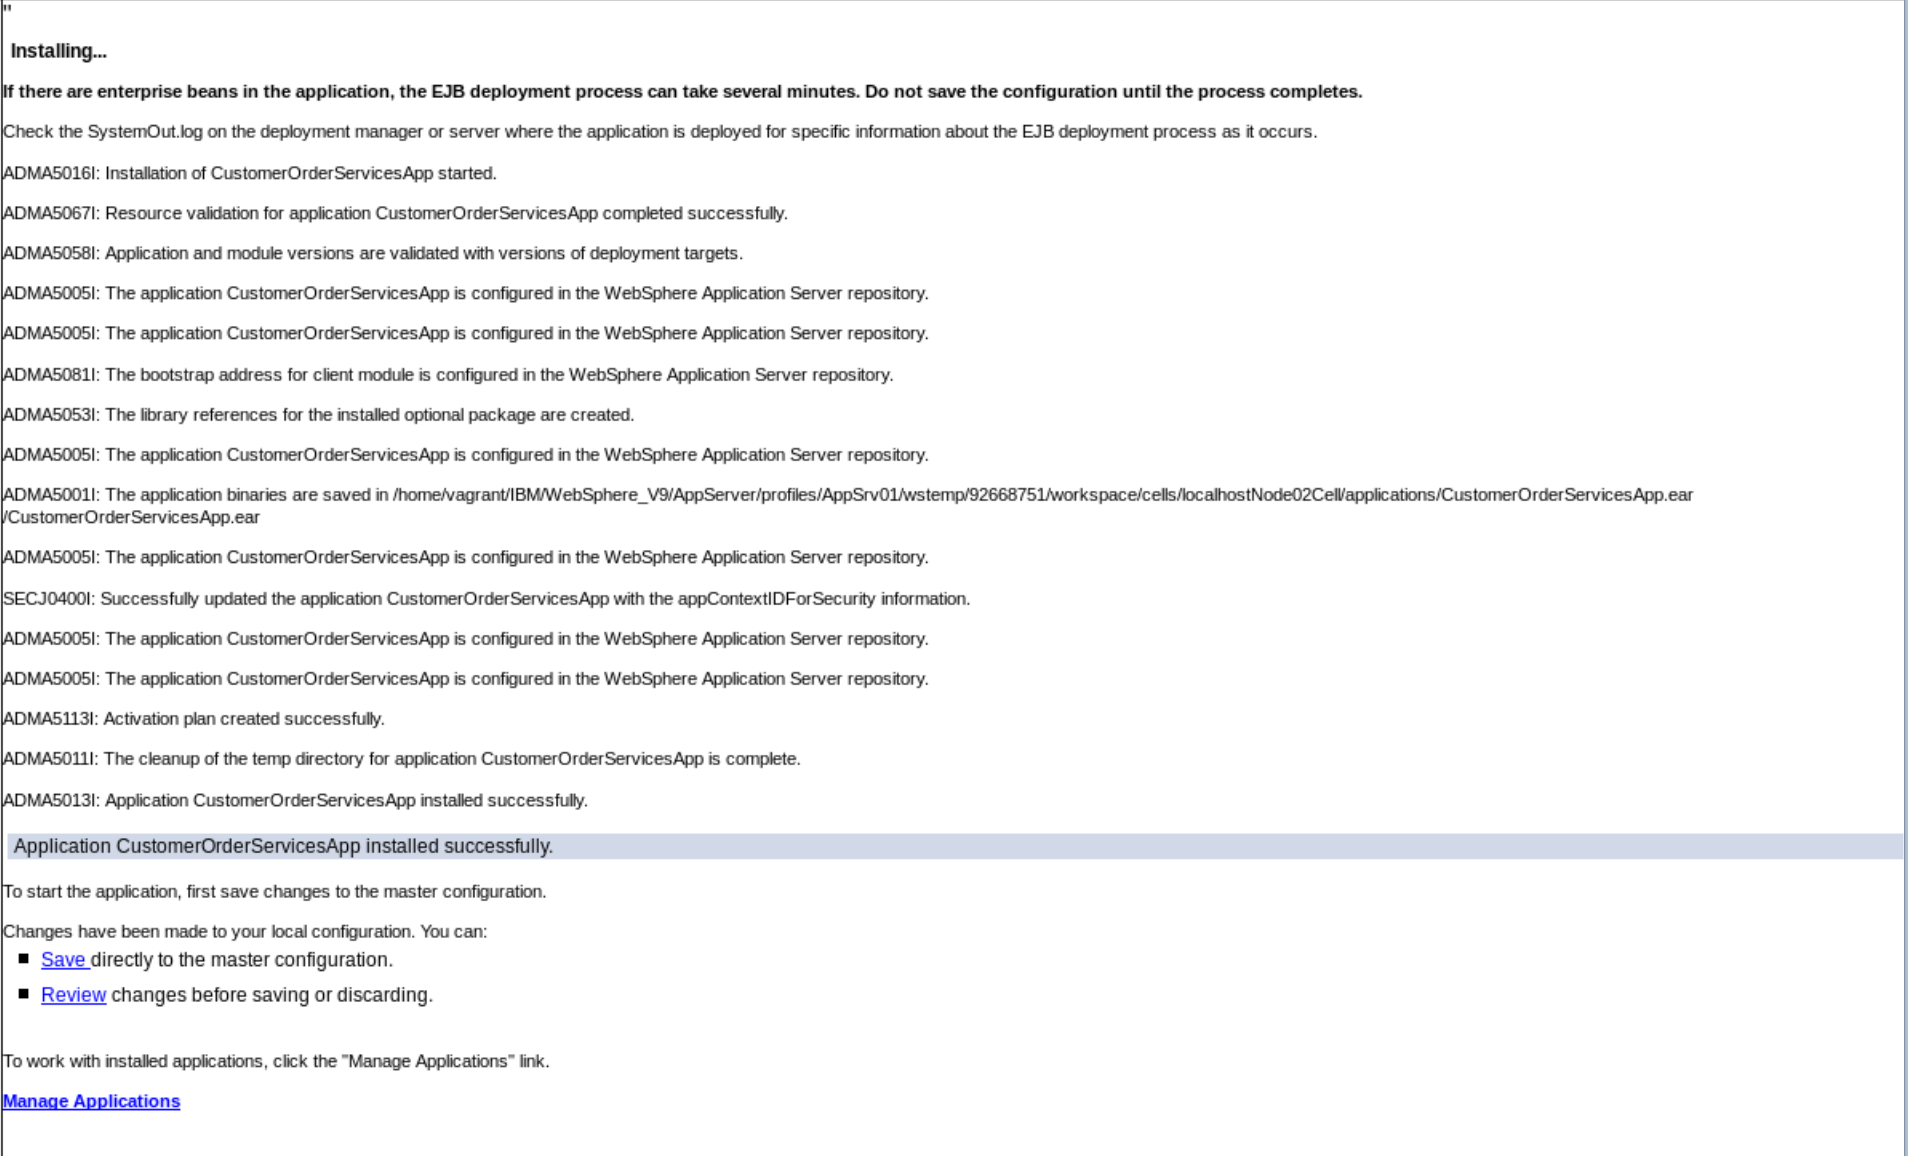 "
Installing...
If there are enterprise beans in the application, the EJB deployment process can take several minutes. Do not save the configuration until the process completes.
Check the SystemOut.log on the deployment manager or server where the application is deployed for specific information about the EJB deployment process as it occurs.
ADMA5016I: Installation of CustomerOrderServicesApp started.
ADMA5067I: Resource validation for application CustomerOrderServicesApp completed successfully.
ADMA5058I: Application and module versions are validated with versions of deployment targets.
ADMA5005I: The application CustomerOrderServicesApp is configured in the WebSphere Application Server repository.
ADMA5005I: The application CustomerOrderServicesApp is configured in the WebSphere Application Server repository.
ADMA5081I: The bootstrap address for client module is configured in the WebSphere Application Server repository.
ADMA5053I: The library references for the installed optional package are created.
ADMA5005I: The application CustomerOrderServicesApp is configured in the WebSphere Application Server repository.
ADMA5001I: The application binaries are saved in /home/vagrant/IBM/WebSphere_V9/AppServer/profiles/AppSrv01/wstemp/92668751/workspace/cells/localhostNode02Cell/applications/CustomerOrderServicesApp.ear
/CustomerOrderServicesApp.ear
ADMA5005I: The application CustomerOrderServicesApp is configured in the WebSphere Application Server repository.
SECJ0400I: Successfully updated the application CustomerOrderServicesApp with the appContextIDForSecurity information.
ADMA5005I: The application CustomerOrderServicesApp is configured in the WebSphere Application Server repository.
ADMA5005I: The application CustomerOrderServicesApp is configured in the WebSphere Application Server repository.
ADMA5113I: Activation plan created successfully.
ADMA5011I: The cleanup of the temp directory for application CustomerOrderServicesApp is complete.
ADMA5013I: Application CustomerOrderServicesApp installed successfully.
Application CustomerOrderServicesApp installed successfully.
To start the application, first save changes to the master configuration.
Changes have been made to your local configuration. You can:
Save directly to the master configuration.
Review changes before saving or discarding.
To work with installed applications, click the "Manage Applications" link.
Manage Applications